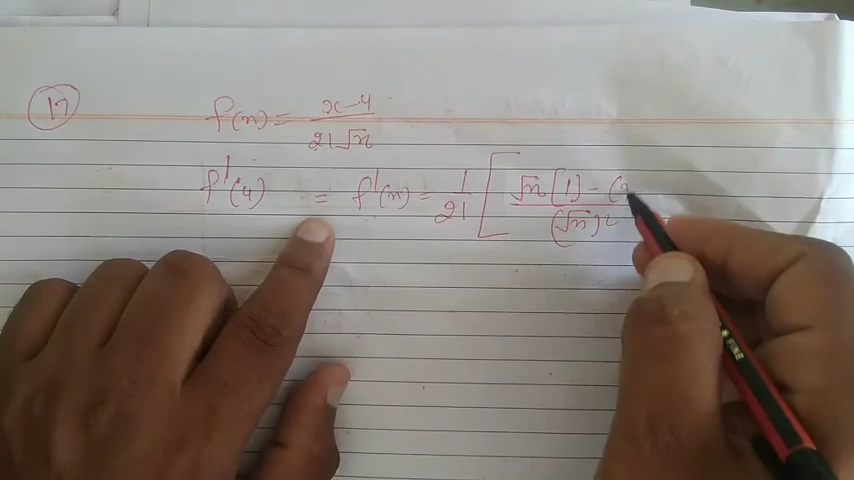 17
f(x) = x-4 / 21√x
f'(4) = f'(x) = 1/21 [ √x [1] - (x / (√x)²